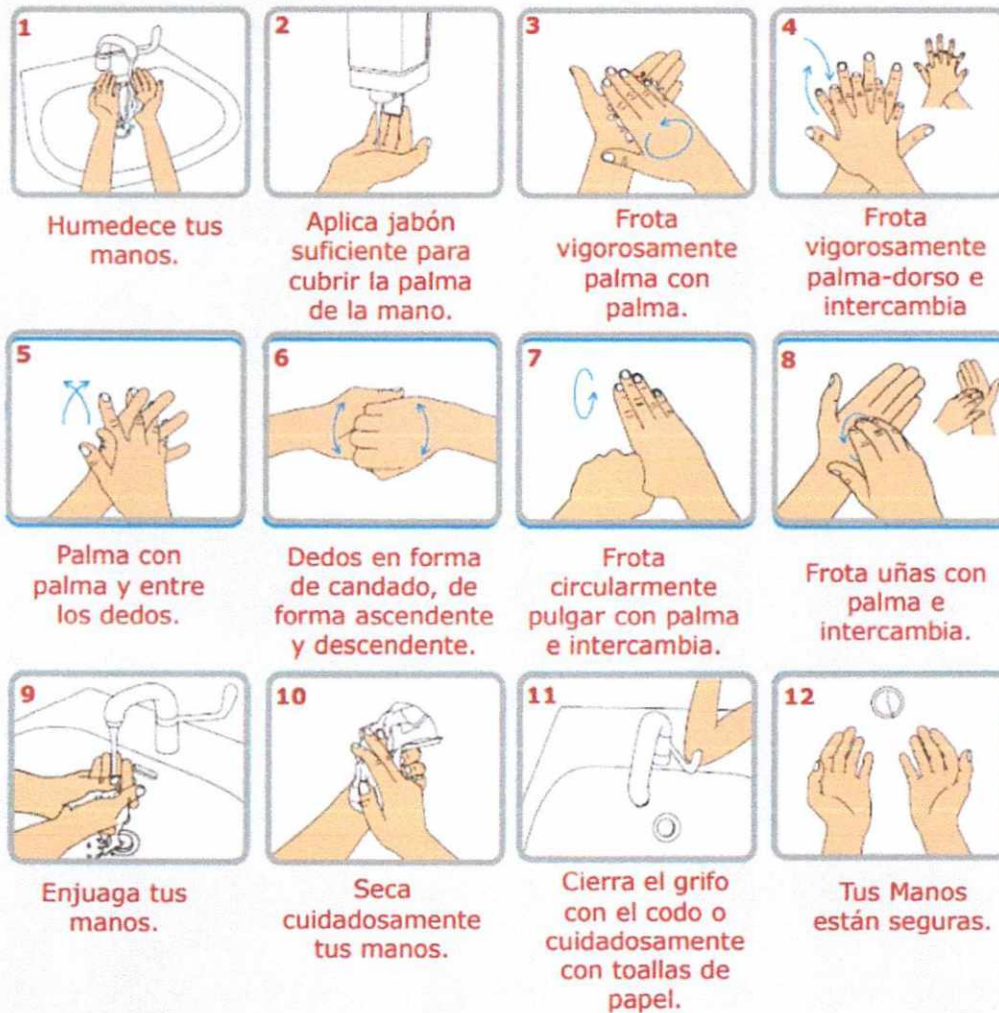 1
Humedece tus
manos.
2
Aplica jabón
suficiente para
cubrir la palma
de la mano.
3
Frota
vigorosamente
palma con
palma.
4
Frota
vigorosamente
palma-dorso e
intercambia
5
Palma con
palma y entre
los dedos.
6
Dedos en forma
de candado, de
forma ascendente
y descendente.
7
Frota
circularmente
pulgar con palma
e intercambia.
8
Frota uñas con
palma e
intercambia.
9
Enjuaga tus
manos.
10
Seca
cuidadosamente
tus manos.
11
Cierra el grifo
con el codo o
cuidadosamente
con toallas de
papel.
12
Tus Manos
están seguras.